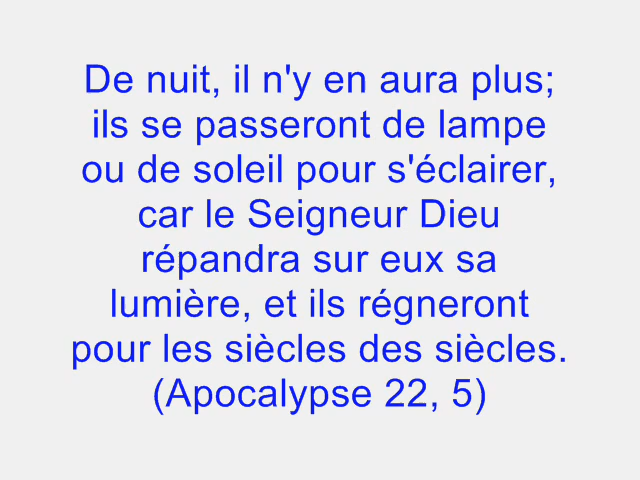 De nuit, il n'y en aura plus;
ils se passeront de lampe
ou de soleil pour s'éclairer,
car le Seigneur Dieu
répandra sur eux sa
lumière, et ils régneront
pour les siècles des siècles.
(Apocalypse 22, 5)